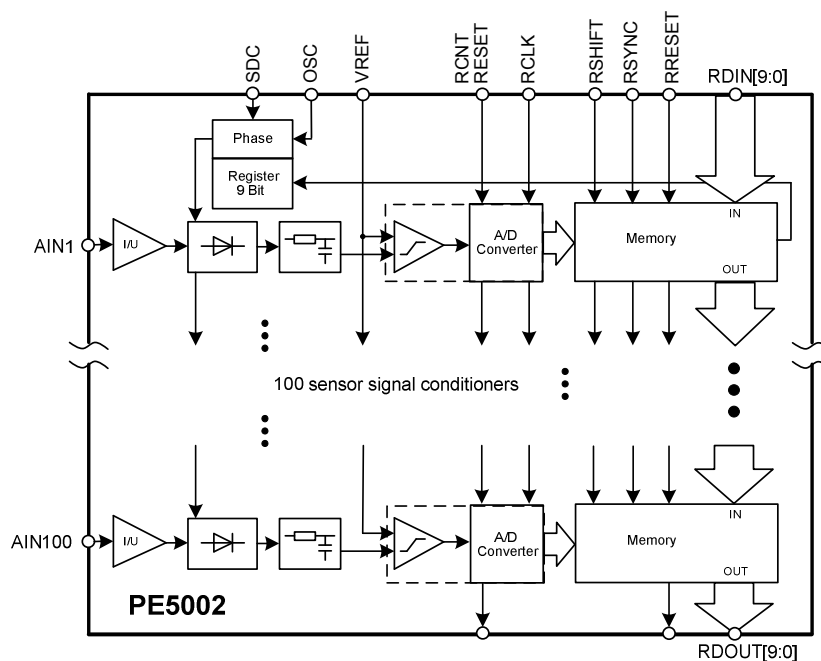 SDC
OSC
VREF
RCNT
RESET
RCLK
RSHIFT
RSYNC
RRESET
RDIN[9:0]
Phase
Register
9 Bit
AIN1
I/U
A/D
Converter
Memory
IN
OUT
100 sensor signal conditioners
AIN100
I/U
A/D
Converter
Memory
IN
OUT
PE5002
RDOUT[9:0]